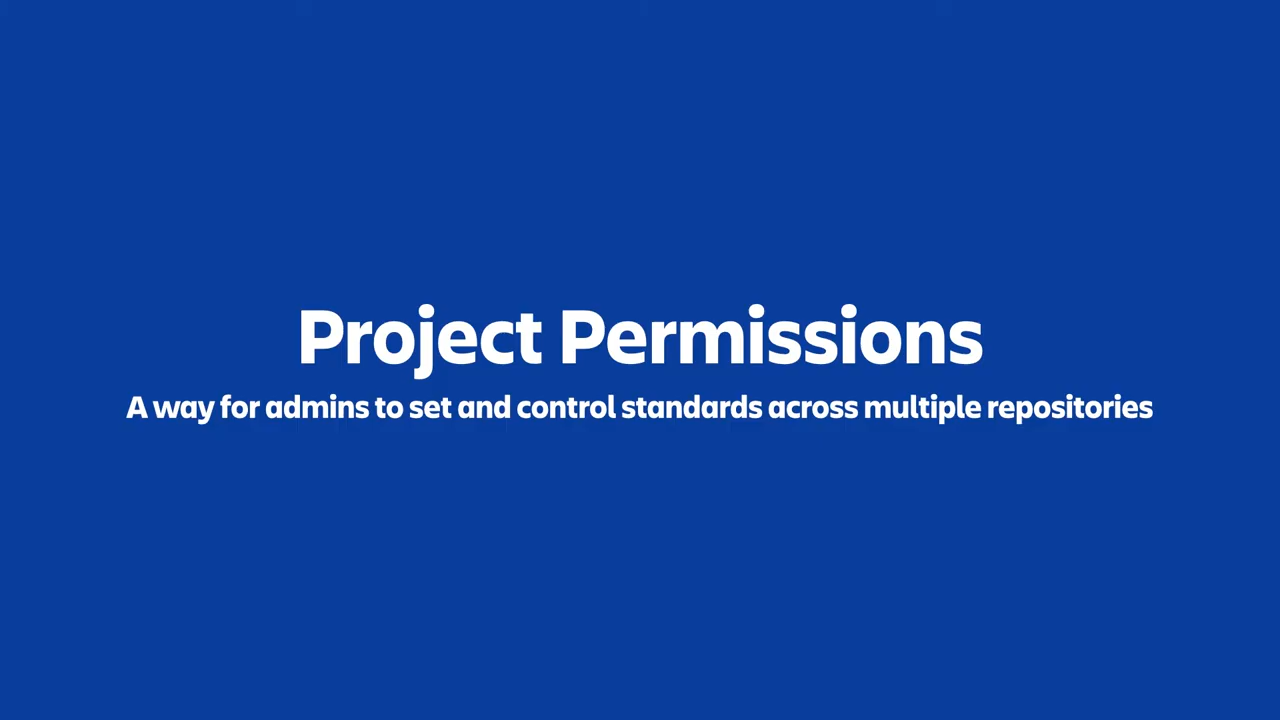 Project Permissions
A way for admins to set and control standards across multiple repositories